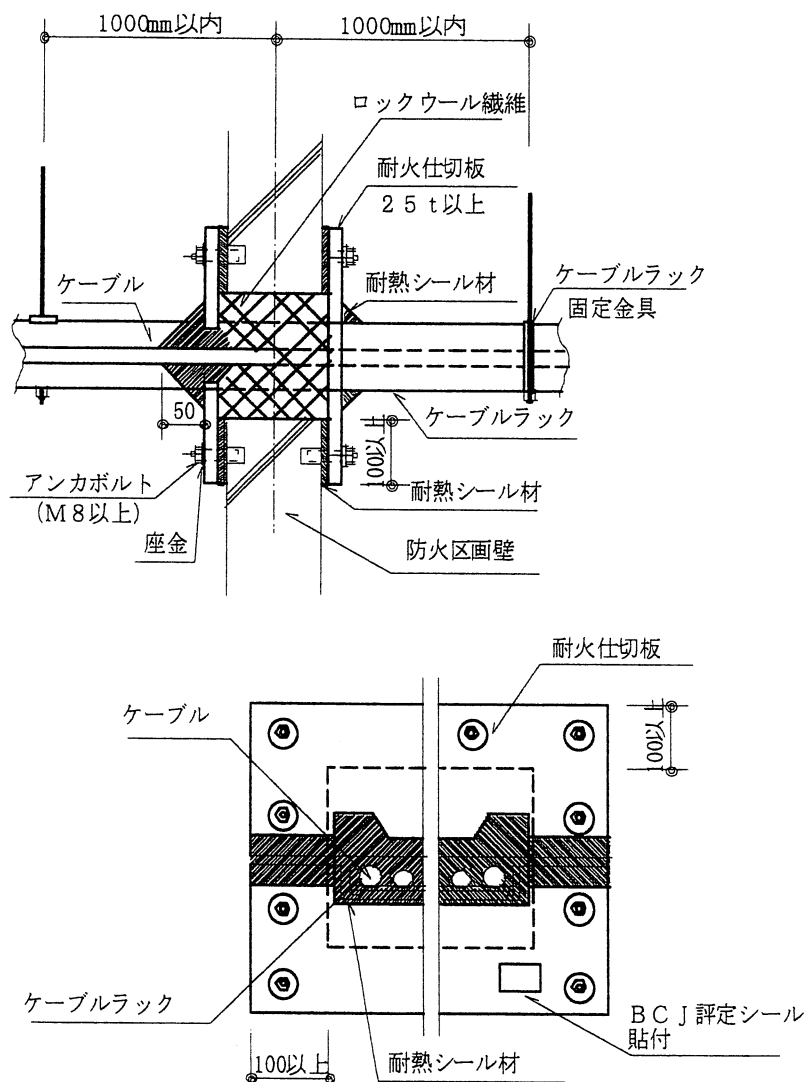 1000mm以内
1000mm以内
ロックウール繊維
耐火仕切板
25t以上
ケーブル
耐熱シール材
ケーブルラック
固定金具
50
ケーブルラック
100以上
アンカボルト
(M8以上)
耐熱シール材
座金
防火区画壁
耐火仕切板
ケーブル
100以上
ケーブルラック
BCJ評定シール
貼付
100以上
耐熱シール材